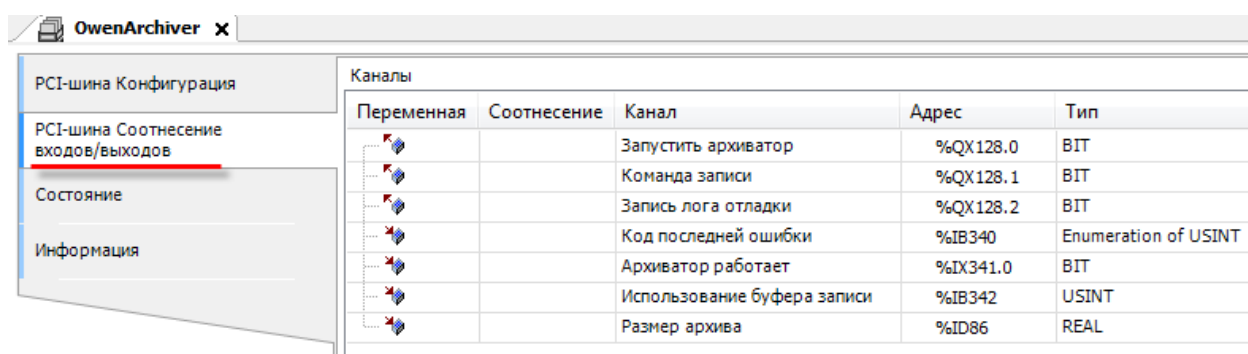 OwenArchiver x
PCI-шина Конфигурация
PCI-шина Соотнесение
входов/выходов
Состояние
Информация
Каналы
Переменная Соотнесение Канал Адрес Тип
Запустить архиватор %QX128.0 BIT
Команда записи %QX128.1 BIT
Запись лога отладки %QX128.2 BIT
Код последней ошибки %IB340 Enumeration of USINT
Архиватор работает %IX341.0 BIT
Использование буфера записи %IB342 USINT
Размер архива %ID86 REAL